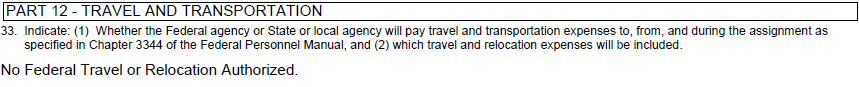 PART 12 - TRAVEL AND TRANSPORTATION
33. Indicate: (1) Whether the Federal agency or State or local agency will pay travel and transportation expenses to, from, and during the assignment as
specified in Chapter 3344 of the Federal Personnel Manual, and (2) which travel and relocation expenses will be included.
No Federal Travel or Relocation Authorized.